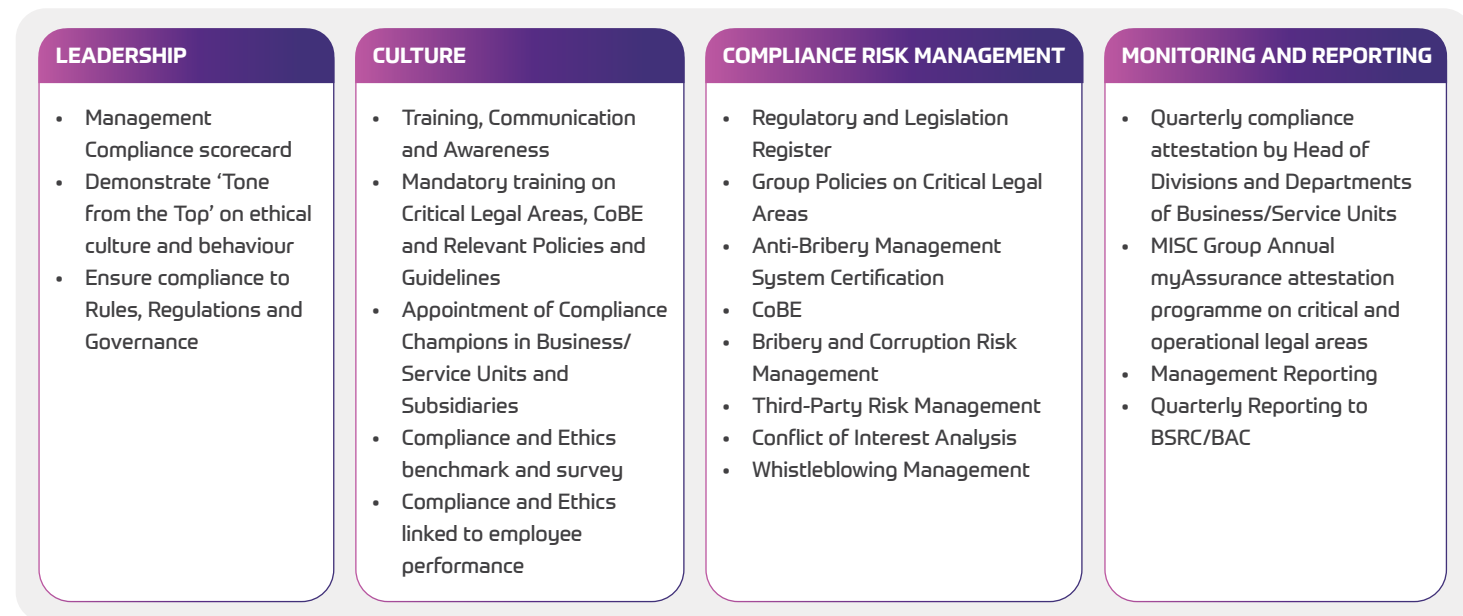 LEADERSHIP
• Management
Compliance scorecard
• Demonstrate ‘Tone
from the Top’ on ethical
culture and behaviour
• Ensure compliance to
Rules, Regulations and
Governance
CULTURE
• Training, Communication
and Awareness
• Mandatory training on
Critical Legal Areas, CoBE
and Relevant Policies and
Guidelines
• Appointment of Compliance
Champions in Business/
Service Units and
Subsidiaries
• Compliance and Ethics
benchmark and survey
• Compliance and Ethics
linked to employee
performance
COMPLIANCE RISK MANAGEMENT
• Regulatory and Legislation
Register
• Group Policies on Critical Legal
Areas
• Anti-Bribery Management
System Certification
• CoBE
• Bribery and Corruption Risk
Management
• Third-Party Risk Management
• Conflict of Interest Analysis
• Whistleblowing Management
MONITORING AND REPORTING
• Quarterly compliance
attestation by Head of
Divisions and Departments
of Business/Service Units
• MISC Group Annual
myAssurance attestation
programme on critical and
operational legal areas
• Management Reporting
• Quarterly Reporting to
BSRC/BAC